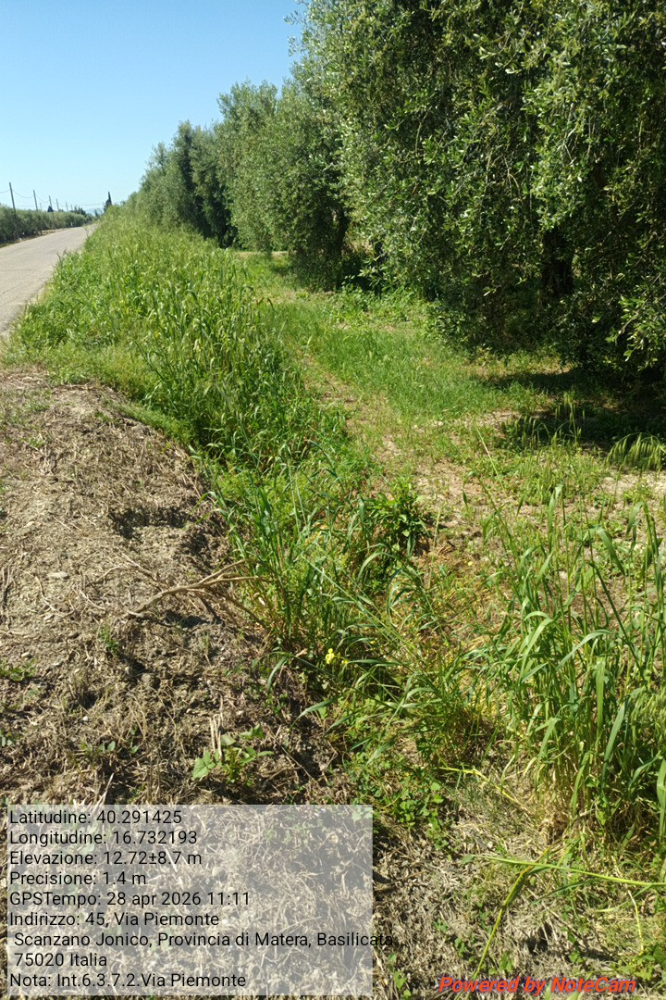 Latitudine: 40.291425
Longitudine: 16.732193
Elevazione: 12.72±8.7 m
Precisione: 1.4 m
GPSTempo: 28 apr 2026 11:11
Indirizzo: 45, Via Piemonte
Scanzano Jonico, Provincia di Matera, Basilicata,
75020 Italia
Nota: Int.6.3.7.2.Via Piemonte
Powered by NoteCam